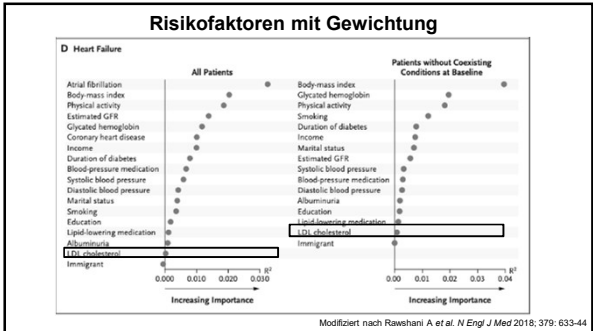 Risikofaktoren mit Gewichtung
D Heart Failure
All Patients
Atrial fibrillation
Body-mass index
Physical activity
Estimated GFR
Glycated hemoglobin
Coronary heart disease
Income
Duration of diabetes
Blood-pressure medication
Systolic blood pressure
Diastolic blood pressure
Marital status
Smoking
Education
Lipid-lowering medication
Albuminuria
LDL cholesterol
Immigrant
0.000 0.010 0.020 0.030 R²
Increasing Importance
Patients without Coexisting
Conditions at Baseline
Body-mass index
Glycated hemoglobin
Physical activity
Smoking
Duration of diabetes
Income
Marital status
Estimated GFR
Systolic blood pressure
Blood-pressure medication
Diastolic blood pressure
Albuminuria
Education
Lipid-lowering medication
LDL cholesterol
Immigrant
0.00 0.01 0.02 0.03 0.04 R²
Increasing Importance
Modifiziert nach Rawshani A et al. N Engl J Med 2018; 379: 633-44